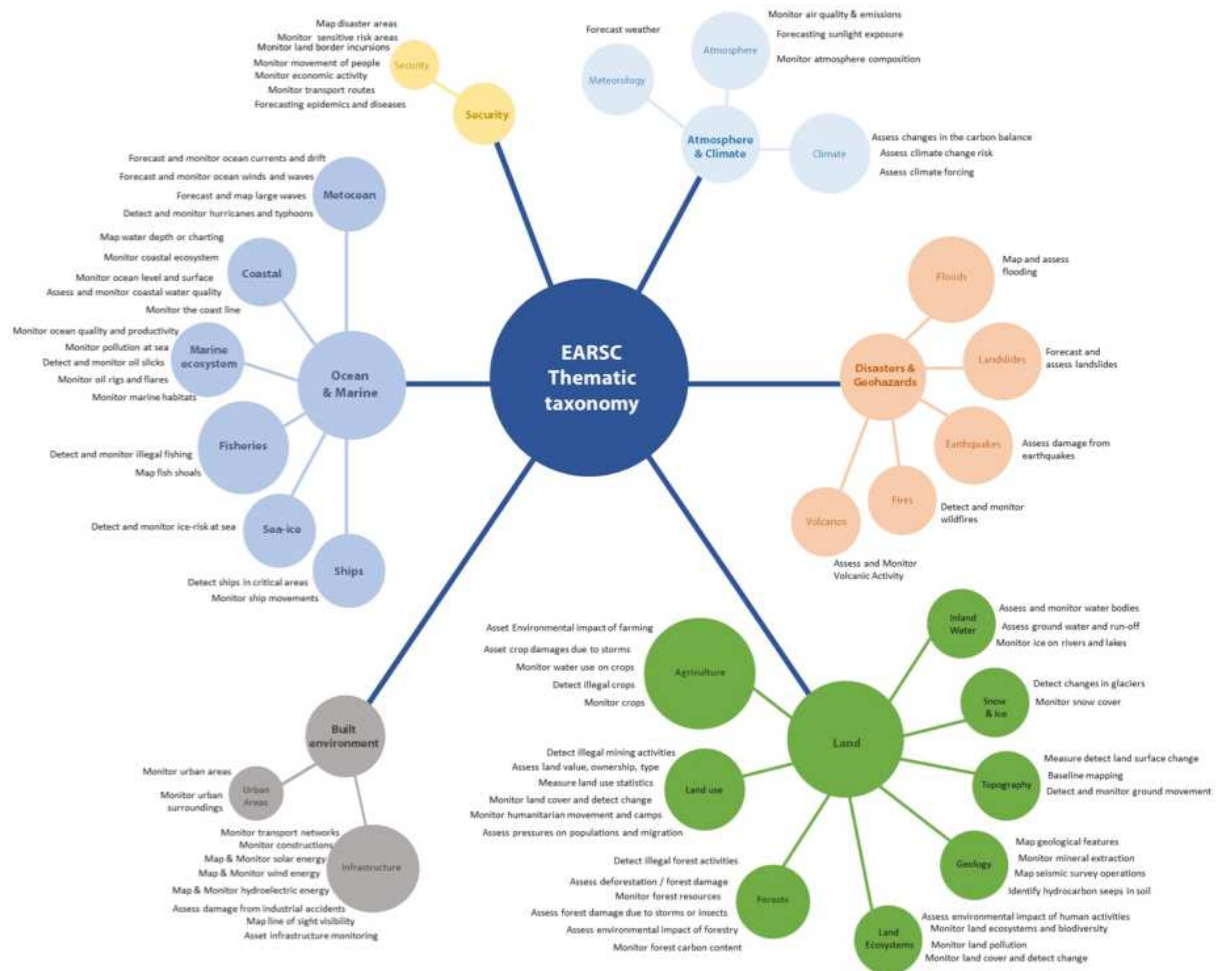 Map disaster areas
Monitor sensitive risk areas
Monitor land border incursions
Monitor movement of people
Monitor economic activity
Monitor transport routes
Forecasting epidemics and diseases
Security
Security
Forecast weather
Meteorology
Monitor air quality & emissions
Forecasting sunlight exposure
Monitor atmosphere composition
Atmosphere
Atmosphere
& Climate
Climate
Assess changes in the carbon balance
Assess climate change risk
Assess climate forcing
Forecast and monitor ocean currents and drift
Forecast and monitor ocean winds and waves
Forecast and map large waves
Detect and monitor hurricanes and typhoons
Metocean
Map water depth or charting
Monitor coastal ecosystem
Monitor ocean level and surface
Assess and monitor coastal water quality
Monitor the coast line
Coastal
Monitor ocean quality and productivity
Monitor pollution at sea
Detect and monitor oil slicks
Monitor oil rigs and flares
Monitor marine habitats
Marine
ecosystem
Ocean
& Marine
Detect and monitor illegal fishing
Map fish shoals
Fisheries
Detect and monitor ice-risk at sea
Sea-ice
Detect ships in critical areas
Monitor ship movements
Ships
EARSC
Thematic
taxonomy
Disasters &
Geohazards
Floods
Map and assess
flooding
Landslides
Forecast and
assess landslides
Earthquakes
Assess damage from
earthquakes
Fires
Detect and monitor
wildfires
Volcanos
Assess and Monitor
Volcanic Activity
Built
environment
Monitor urban areas
Monitor urban
surroundings
Urban
Areas
Monitor transport networks
Monitor constructions
Map & Monitor solar energy
Map & Monitor wind energy
Map & Monitor hydroelectric energy
Assess damage from industrial accidents
Map line of sight visibility
Asset infrastructure monitoring
Infrastructure
Land
Asset Environmental impact of farming
Asset crop damages due to storms
Monitor water use on crops
Detect illegal crops
Monitor crops
Agriculture
Detect illegal mining activities
Assess land value, ownership, type
Measure land use statistics
Monitor land cover and detect change
Monitor humanitarian movement and camps
Assess pressures on populations and migration
Land use
Detect illegal forest activities
Assess deforestation / forest damage
Monitor forest resources
Assess forest damage due to storms or insects
Assess environmental impact of forestry
Monitor forest carbon content
Forests
Inland
Water
Assess and monitor water bodies
Assess ground water and run-off
Monitor ice on rivers and lakes
Snow
& Ice
Detect changes in glaciers
Monitor snow cover
Topography
Measure detect land surface change
Baseline mapping
Detect and monitor ground movement
Geology
Map geological features
Monitor mineral extraction
Map seismic survey operations
Identify hydrocarbon seeps in soil
Land
Ecosystems
Assess environmental impact of human activities
Monitor land ecosystems and biodiversity
Monitor land pollution
Monitor land cover and detect change